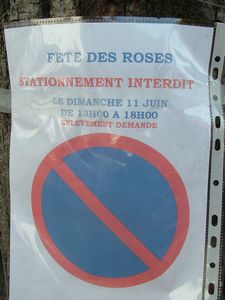 FETE DES ROSES
STATIONNEMENT INTERDIT
LE DIMANCHE 11 JUIN
DE 13H00 A 18H00
ENLEVEMENT DEMANDE